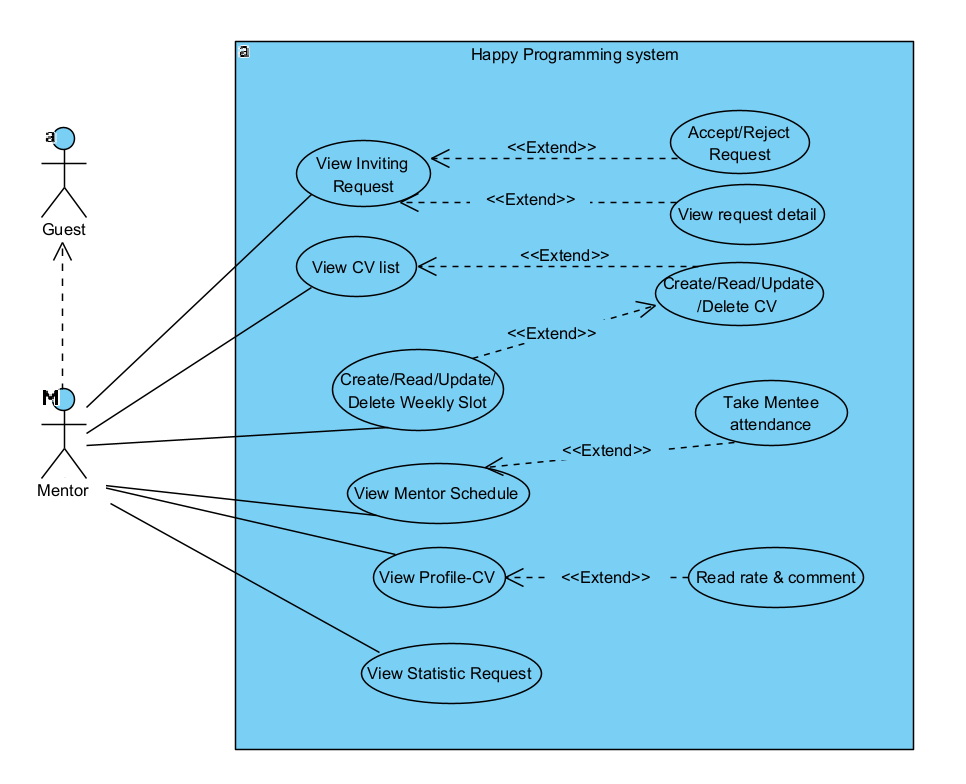 a
Happy Programming system
a
Guest
M
Mentor
View Inviting
Request
<<Extend>>
Accept/Reject
Request
<<Extend>>
View request detail
View CV list
<<Extend>>
Create/Read/Update
/Delete CV
<<Extend>>
Create/Read/Update/
Delete Weekly Slot
Take Mentee
attendance
<<Extend>>
View Mentor Schedule
View Profile-CV
<<Extend>>
Read rate & comment
View Statistic Request